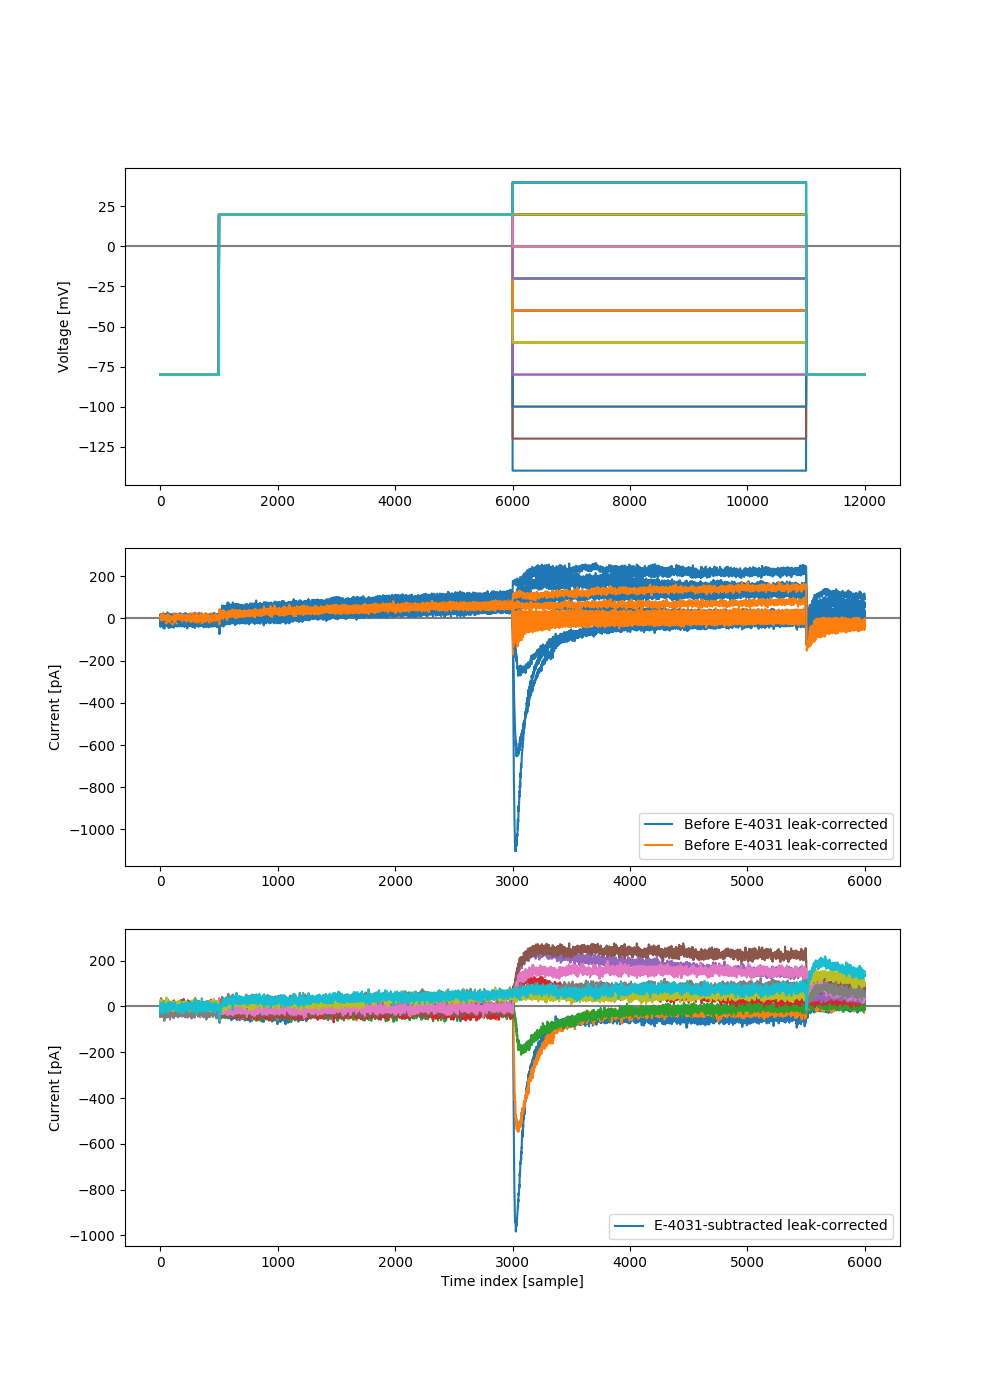 25
0
−25
−50
−75
−100
−125
Voltage [mV]
0 2000 4000 6000 8000 10000 12000
200
0
−200
−400
−600
−800
−1000
Current [pA]
Before E-4031 leak-corrected
Before E-4031 leak-corrected
0 1000 2000 3000 4000 5000 6000
200
0
−200
−400
−600
−800
−1000
Current [pA]
E-4031-subtracted leak-corrected
0 1000 2000 3000 4000 5000 6000
Time index [sample]